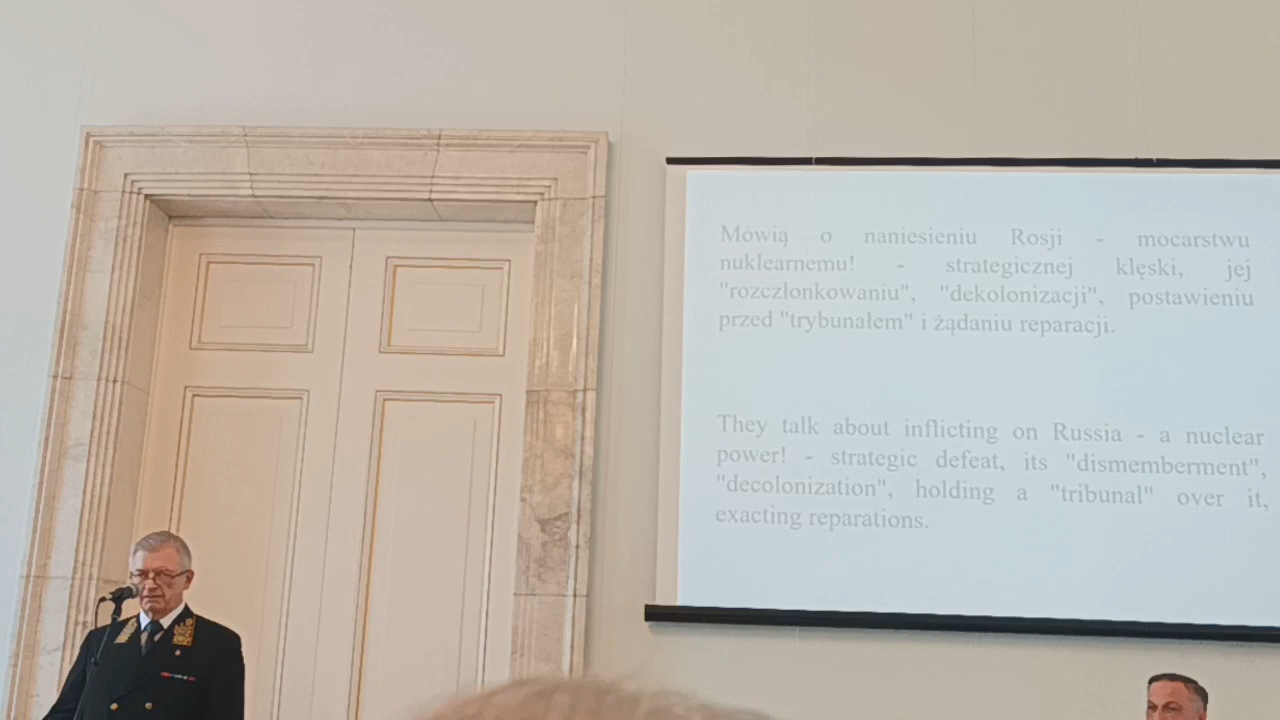 Mówią o naniesieniu Rosji - mocarstwu
nuklearnemu! - strategicznej klęski, jej
"rozczłonkowaniu", "dekolonizacji", postawieniu
przed "trybunałem" i żądaniu reparacji.
They talk about inflicting on Russia - a nuclear
power! - strategic defeat, its "dismemberment",
"decolonization", holding a "tribunal" over it,
exacting reparations.